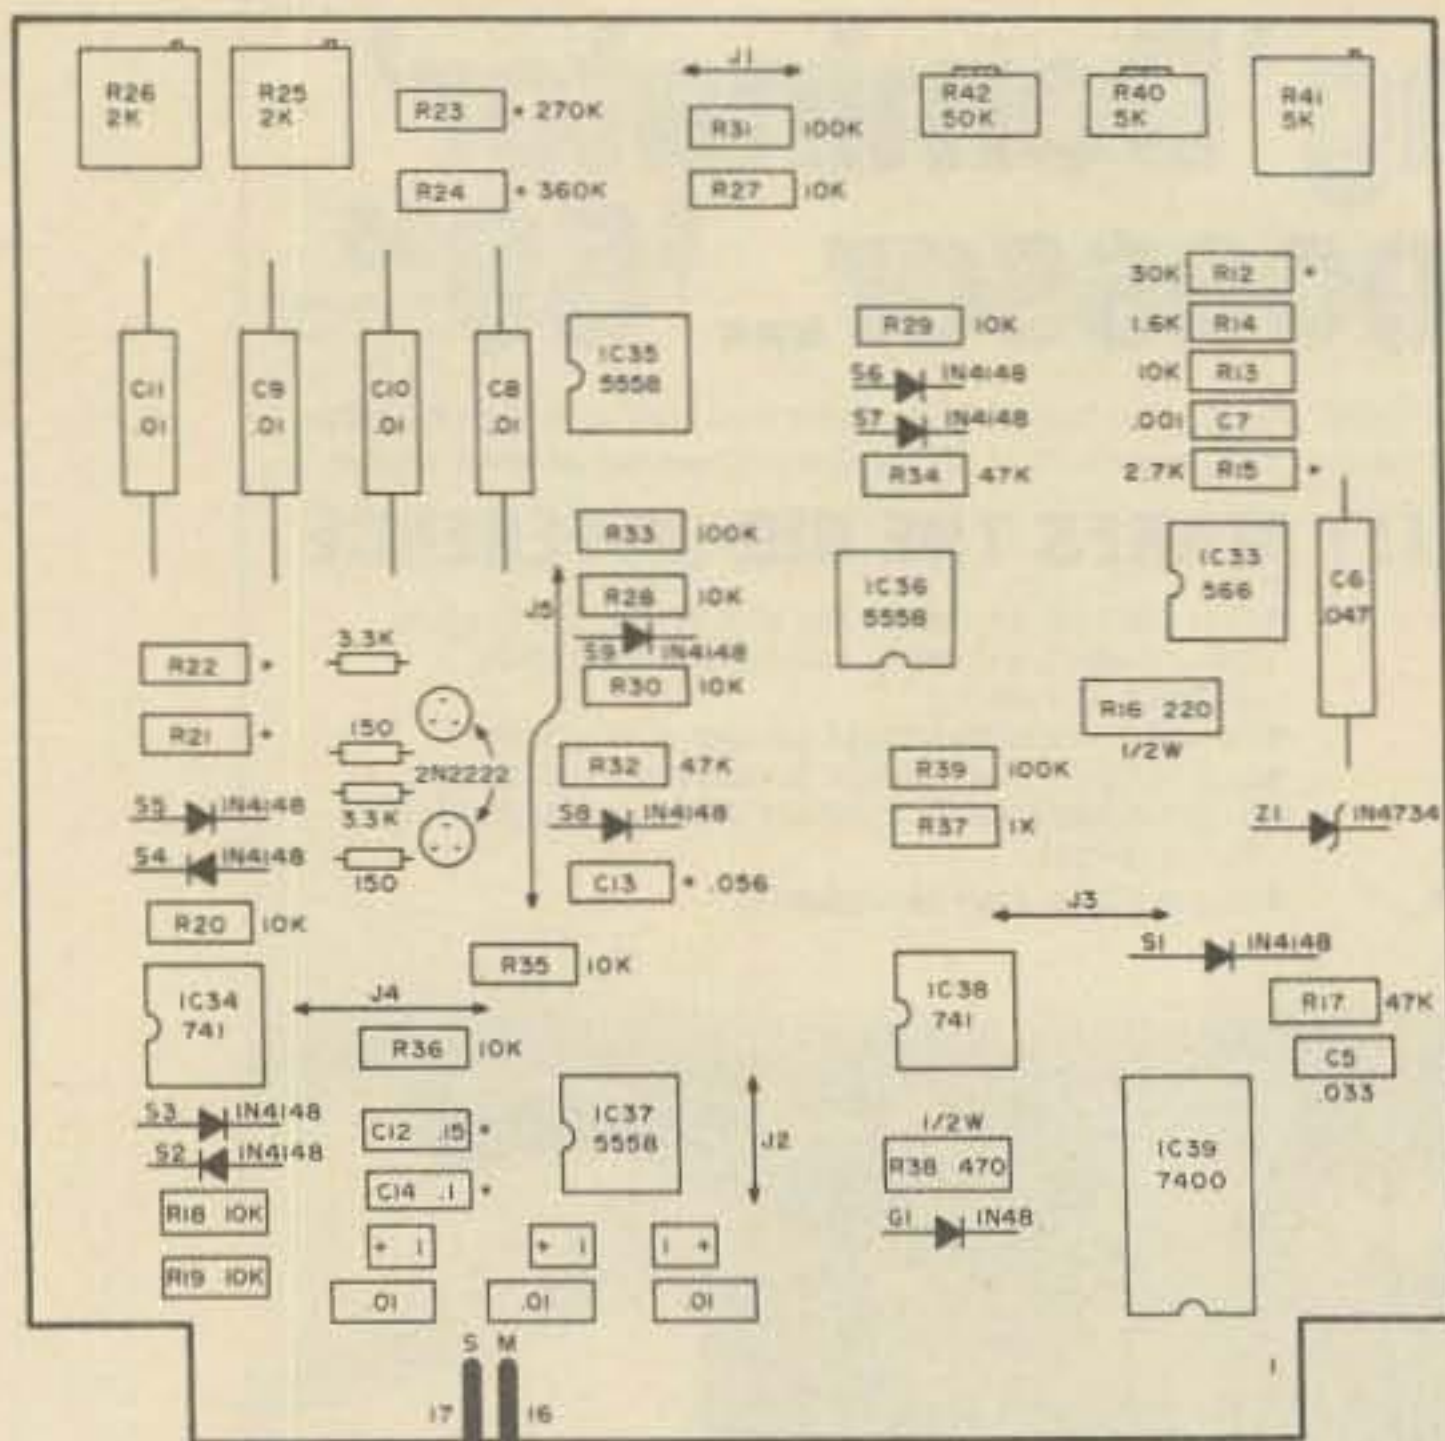 J1
R26
2K
R25
2K
R23 * 270K
R24 * 360K
R31 100K
R27 10K
R42
50K
R40
5K
R41
5K
30K R12 *
1.6K R14
10K R13
.001 C7
2.7K R15 *
C11
.01
C9
.01
C10
.01
C8
.01
IC35
5558
R29 10K
S6 1N4148
S7 1N4148
R34 47K
R33 100K
R28 10K
J5
S9 1N4148
R30 10K
IC36
5558
IC33
566
C6
.047
R22 *
3.3K
R21 *
150
2N2222
3.3K
150
R16 220
1/2W
R32 47K
R39 100K
S5 1N4148
S4 1N4148
S8 1N4148
R37 1K
Z1 1N4734
C13 * .056
R20 10K
J3
R35 10K
S1 1N4148
IC34
741
J4
IC38
741
R17 47K
R36 10K
C5
.033
S3 1N4148
S2 1N4148
C12 .15 *
IC37
5558
J2
1/2W
R38 470
IC39
7400
C14 .1 *
R18 10K
G1 1N48
+ 1
+ 1
1 +
R19 10K
.01
.01
.01
S M
17 16
1